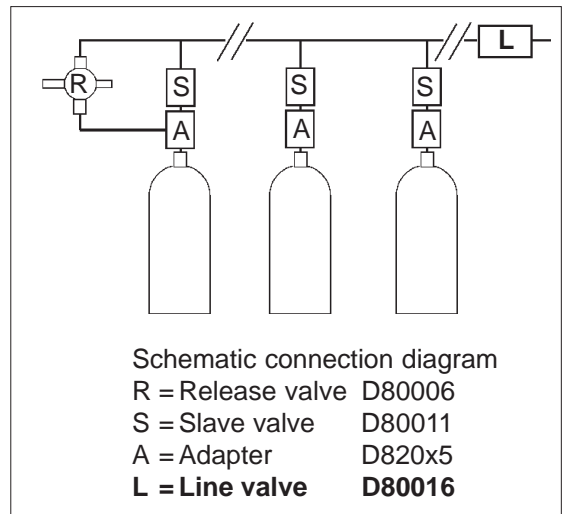 L
R
S S S
A A A
Schematic connection diagram
R = Release valve D80006
S = Slave valve D80011
A = Adapter D820x5
L = Line valve D80016